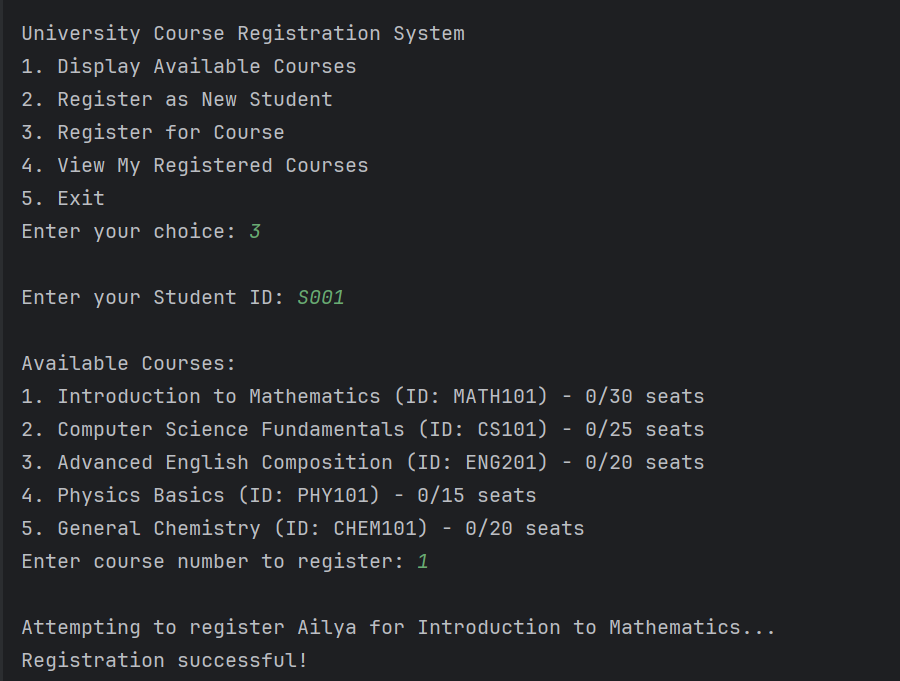 University Course Registration System
1. Display Available Courses
2. Register as New Student
3. Register for Course
4. View My Registered Courses
5. Exit
Enter your choice: 3
Enter your Student ID: S001
Available Courses:
1. Introduction to Mathematics (ID: MATH101) - 0/30 seats
2. Computer Science Fundamentals (ID: CS101) - 0/25 seats
3. Advanced English Composition (ID: ENG201) - 0/20 seats
4. Physics Basics (ID: PHY101) - 0/15 seats
5. General Chemistry (ID: CHEM101) - 0/20 seats
Enter course number to register: 1
Attempting to register Ailya for Introduction to Mathematics...
Registration successful!